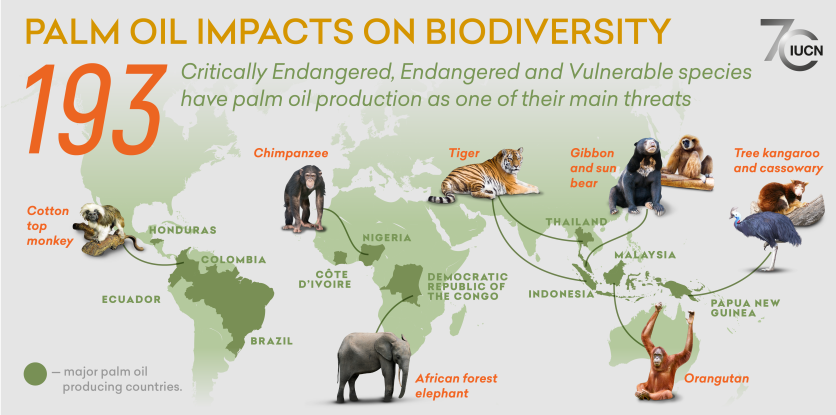 PALM OIL IMPACTS ON BIODIVERSITY
70 IUCN
193
Critically Endangered, Endangered and Vulnerable species
have palm oil production as one of their main threats
Chimpanzee
Tiger
Gibbon
and sun
bear
Tree kangaroo
and cassowary
Cotton
top
monkey
HONDURAS
COLOMBIA
ECUADOR
BRAZIL
NIGERIA
CÔTE
D'IVOIRE
DEMOCRATIC
REPUBLIC OF
THE CONGO
THAILAND
MALAYSIA
INDONESIA
PAPUA NEW
GUINEA
– major palm oil
producing countries.
African forest
elephant
Orangutan